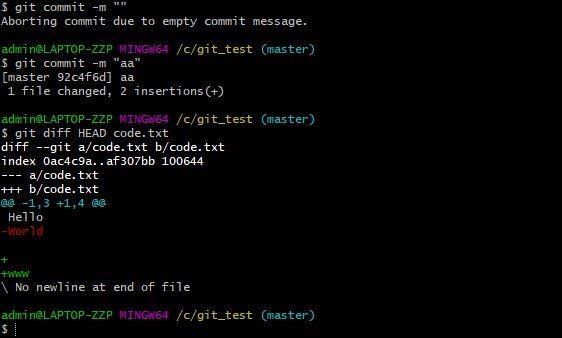 $ git commit -m ""
Aborting commit due to empty commit message.
admin@LAPTOP-ZZP MINGW64 /c/git_test (master)
$ git commit -m "aa"
[master 92c4f6d] aa
 1 file changed, 2 insertions(+)
admin@LAPTOP-ZZP MINGW64 /c/git_test (master)
$ git diff HEAD code.txt
diff --git a/code.txt b/code.txt
index 0ac4c9a..af307bb 100644
--- a/code.txt
+++ b/code.txt
@@ -1,3 +1,4 @@
 Hello
-World
+
+www
\ No newline at end of file
admin@LAPTOP-ZZP MINGW64 /c/git_test (master)
$